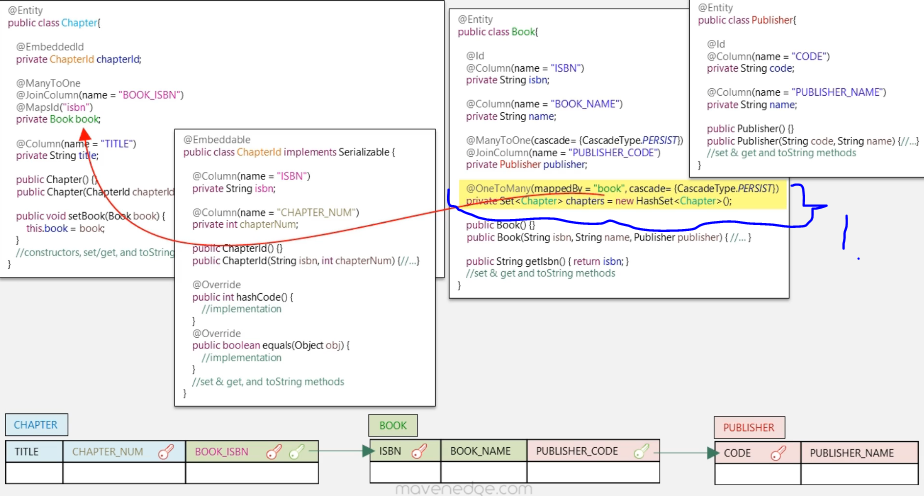 @Entity
public class Chapter{
@EmbeddedId
private ChapterId chapterId;
@ManyToOne
@JoinColumn(name = "BOOK_ISBN")
@MapsId("isbn")
private Book book;
@Column(name = "TITLE")
private String title;
public Chapter() {}
public Chapter(ChapterId chapterId
public void setBook(Book book) {
this.book = book;
}
//constructors, set/get, and toString
}
@Embeddable
public class ChapterId implements Serializable {
@Column(name = "ISBN")
private String isbn;
@Column(name = "CHAPTER_NUM")
private int chapterNum;
public ChapterId() {}
public ChapterId(String isbn, int chapterNum) {//...}
@Override
public int hashCode() {
//implementation
}
@Override
public boolean equals(Object obj) {
//implementation
}
//set & get, and toString methods
}
@Entity
public class Book{
@Id
@Column(name = "ISBN")
private String isbn;
@Column(name = "BOOK_NAME")
private String name;
@ManyToOne(cascade= {CascadeType.PERSIST})
@JoinColumn(name = "PUBLISHER_CODE")
private Publisher publisher;
@OneToMany(mappedBy = "book", cascade= {CascadeType.PERSIST})
private Set<Chapter> chapters = new HashSet<Chapter>();
public Book() {}
public Book(String isbn, String name, Publisher publisher) { //... }
public String getIsbn() { return isbn; }
//set & get and toString methods
}
@Entity
public class Publisher{
@Id
@Column(name = "CODE")
private String code;
@Column(name = "PUBLISHER_NAME")
private String name;
public Publisher() {}
public Publisher(String code, String name) {//...}
//set & get and toString methods
}
1.
CHAPTER
TITLE CHAPTER_NUM BOOK_ISBN
BOOK
ISBN BOOK_NAME PUBLISHER_CODE
PUBLISHER
CODE PUBLISHER_NAME
mavenedge.com